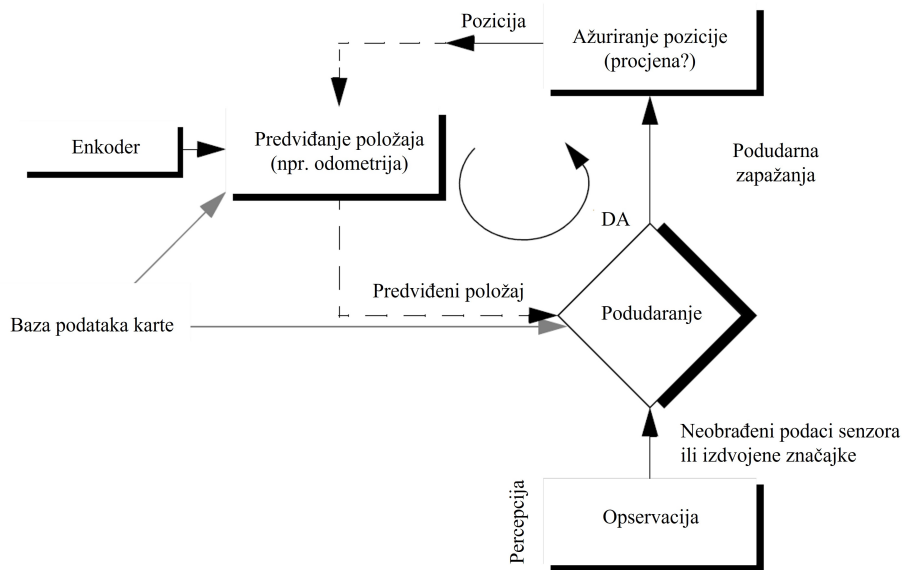 Pozicija
Ažuriranje pozicije
(procjena?)
Enkoder
Predviđanje položaja
(npr. odometrija)
Podudarna
zapažanja
DA
Predviđeni položaj
Podudaranje
Baza podataka karte
Neobrađeni podaci senzora
ili izdvojene značajke
Percepcija
Opservacija